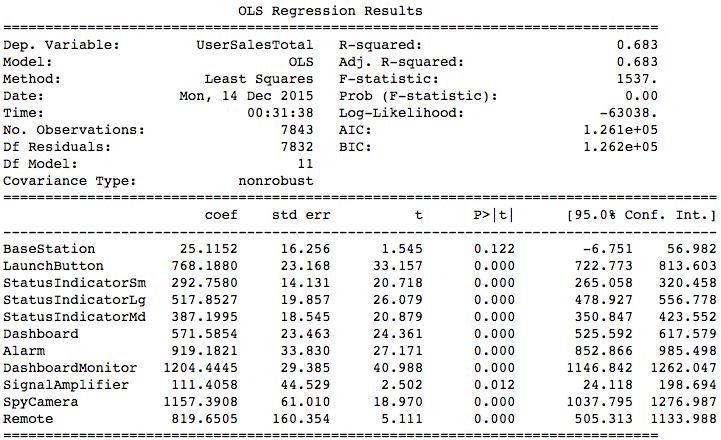 OLS Regression Results
==============================================================================
Dep. Variable: UserSalesTotal R-squared: 0.683
Model: OLS Adj. R-squared: 0.683
Method: Least Squares F-statistic: 1537.
Date: Mon, 14 Dec 2015 Prob (F-statistic): 0.00
Time: 00:31:38 Log-Likelihood: -63038.
No. Observations: 7843 AIC: 1.261e+05
Df Residuals: 7832 BIC: 1.262e+05
Df Model: 11
Covariance Type: nonrobust
=====================================================================================
coef std err t P>|t| [95.0% Conf. Int.]
-------------------------------------------------------------------------------------
BaseStation 25.1152 16.256 1.545 0.122 -6.751 56.982
LaunchButton 768.1880 23.168 33.157 0.000 722.773 813.603
StatusIndicatorSm 292.7580 14.131 20.718 0.000 265.058 320.458
StatusIndicatorLg 517.8527 19.857 26.079 0.000 478.927 556.778
StatusIndicatorMd 387.1995 18.545 20.879 0.000 350.847 423.552
Dashboard 571.5854 23.463 24.361 0.000 525.592 617.579
Alarm 919.1821 33.830 27.171 0.000 852.866 985.498
DashboardMonitor 1204.4445 29.385 40.988 0.000 1146.842 1262.047
SignalAmplifier 111.4058 44.529 2.502 0.012 24.118 198.694
SpyCamera 1157.3908 61.010 18.970 0.000 1037.795 1276.987
Remote 819.6505 160.354 5.111 0.000 505.313 1133.988
==============================================================================